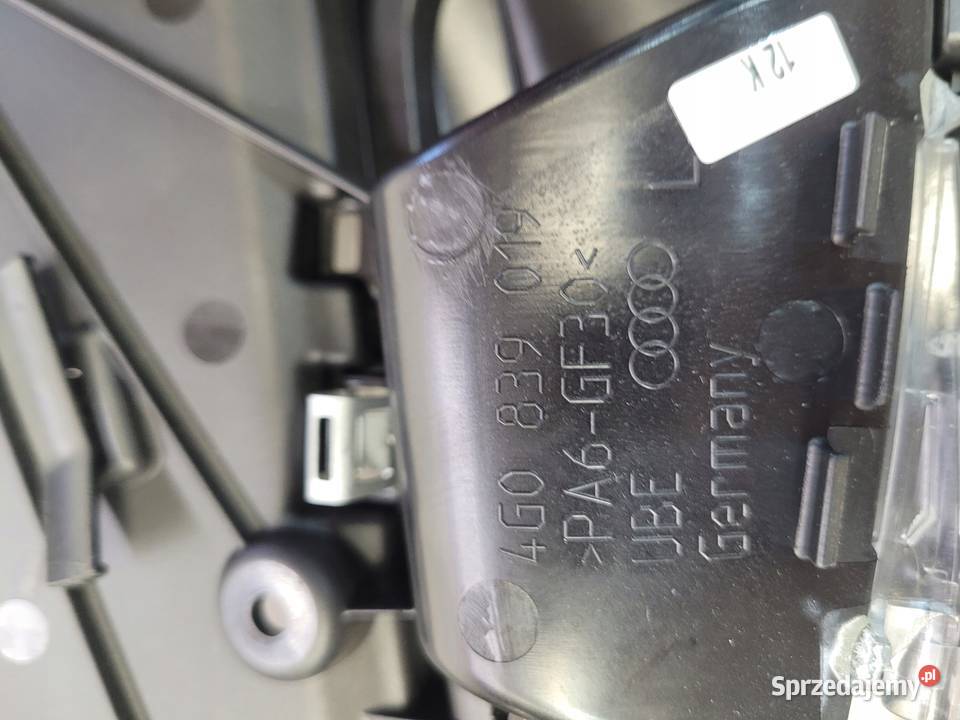 12 K
L
4G0 839 019
>PA6-GF30<
UBE
Germany
Sprzedajemy.pl